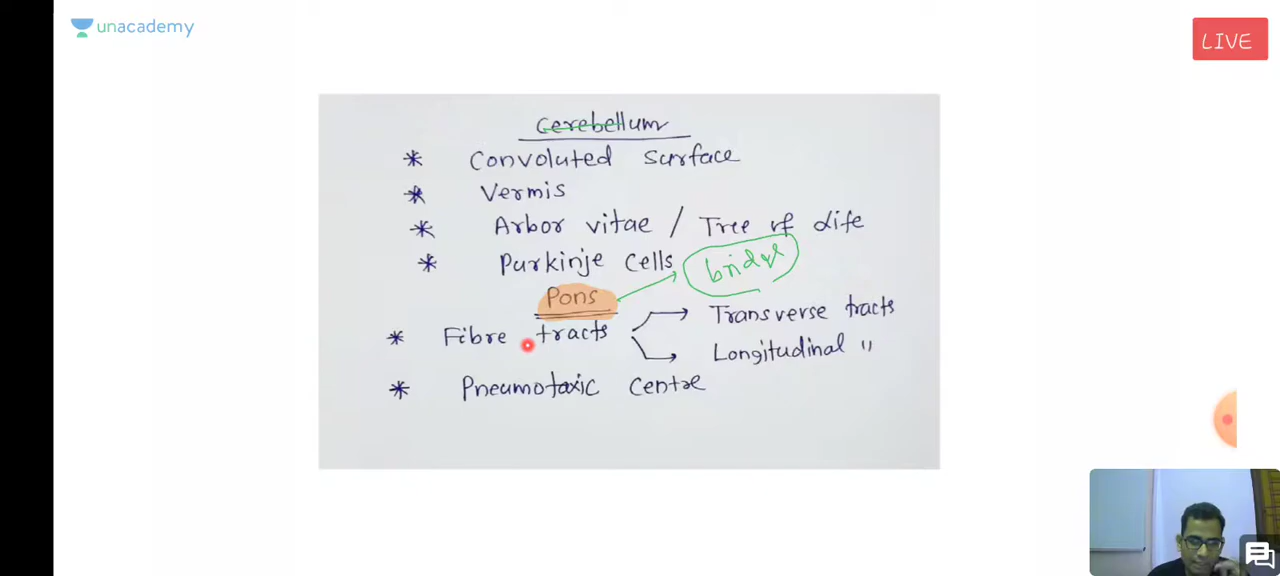 unacademy
LIVE
Cerebellum
* Convoluted surface
* Vermis
* Arbor vitae / Tree of life
* Purkinje cells
bridge
Pons
* Fibre tracts
Transverse tracts
Longitudinal "
* Pneumotaxic centre